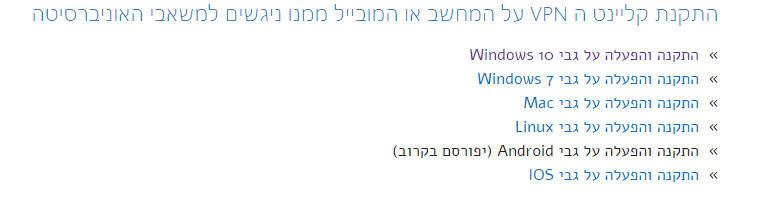 התקנת קליינט ה VPN על המחשב או המובייל ממנו ניגשים למשאבי האוניברסיטה
» התקנה והפעלה על גבי Windows 10
» התקנה והפעלה על גבי Windows 7
» התקנה והפעלה על גבי Mac
» התקנה והפעלה על גבי Linux
» התקנה והפעלה על גבי Android (יפורסם בקרוב)
» התקנה והפעלה על גבי IOS